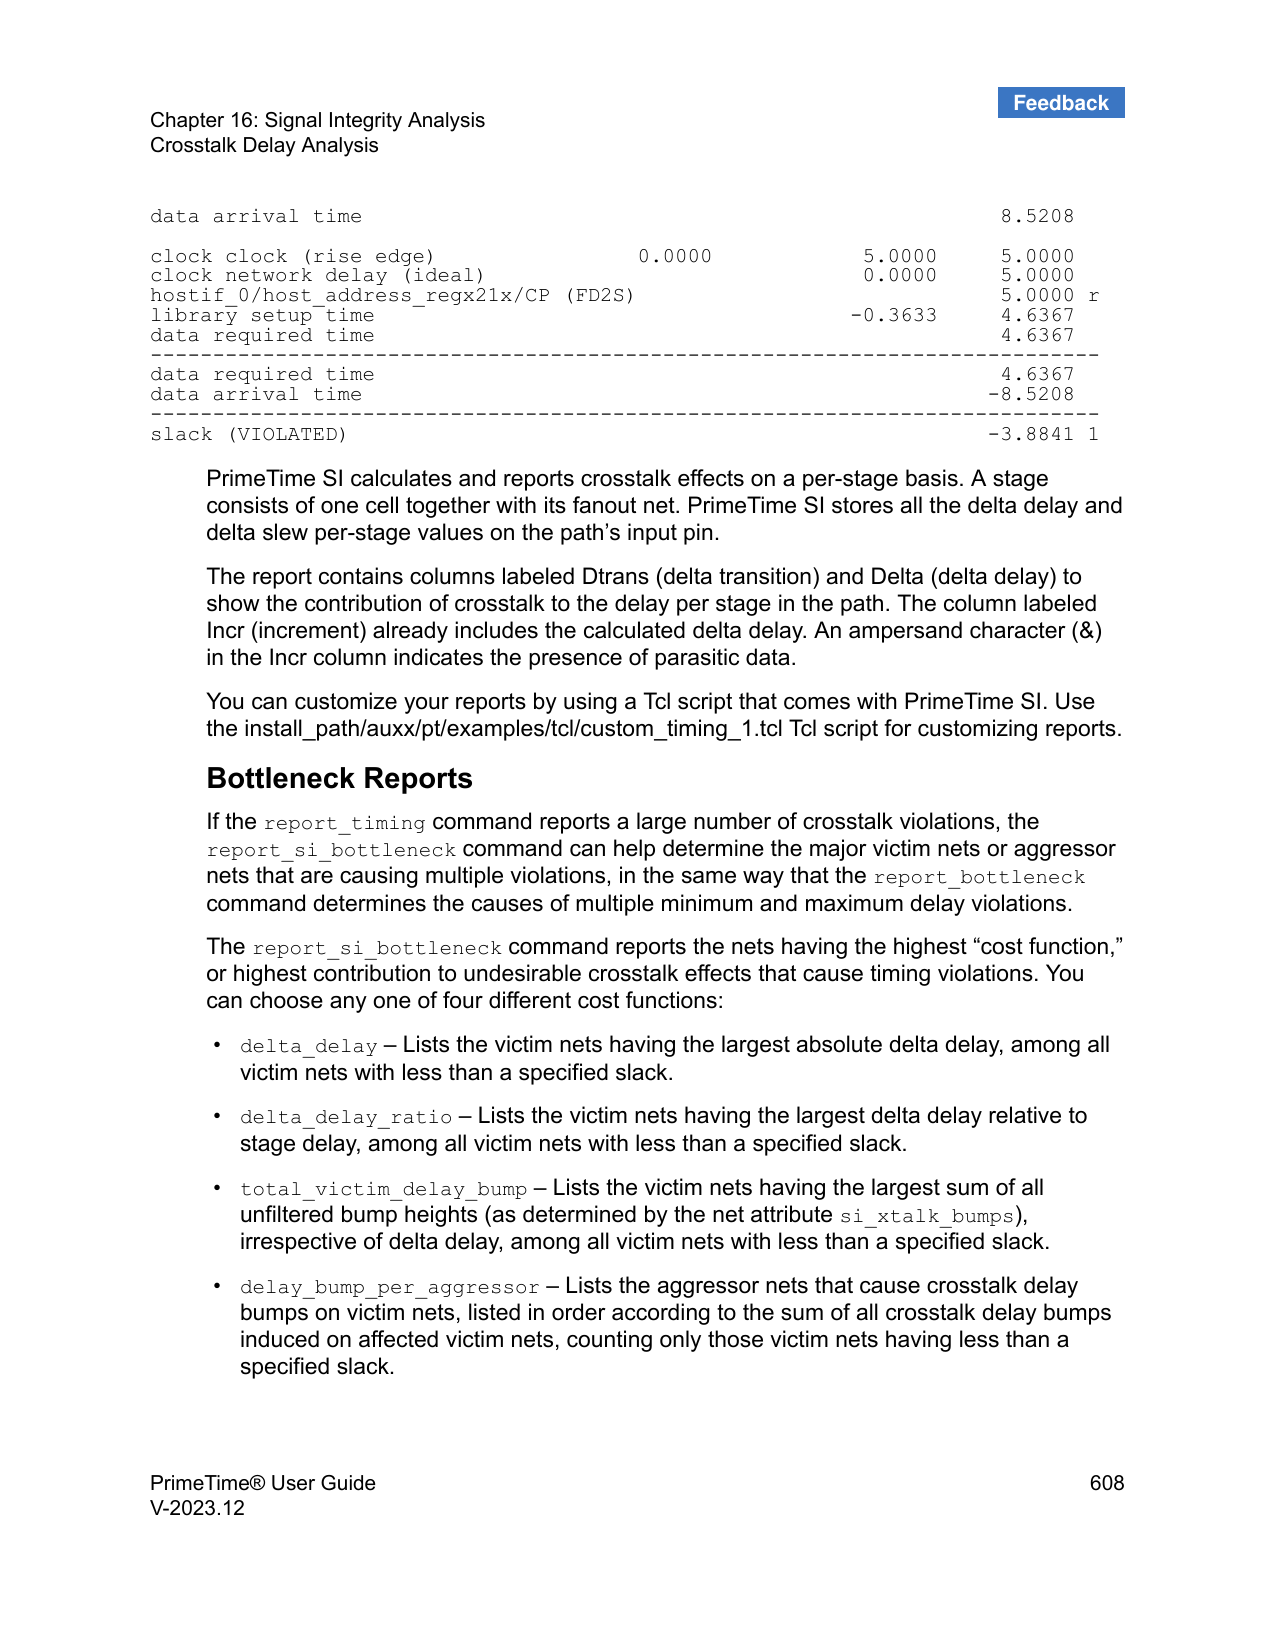 Feedback
Chapter 16: Signal Integrity Analysis
Crosstalk Delay Analysis
data arrival time                                                   8.5208
clock clock (rise edge)                0.0000            5.0000     5.0000
clock network delay (ideal)                              0.0000     5.0000
hostif_0/host_address_regx21x/CP (FD2S)                             5.0000 r
library setup time                                      -0.3633     4.6367
data required time                                                  4.6367
----------------------------------------------------------------------------
data required time                                                  4.6367
data arrival time                                                  -8.5208
----------------------------------------------------------------------------
slack (VIOLATED)                                                   -3.8841 1
PrimeTime SI calculates and reports crosstalk effects on a per-stage basis. A stage
consists of one cell together with its fanout net. PrimeTime SI stores all the delta delay and
delta slew per-stage values on the path’s input pin.
The report contains columns labeled Dtrans (delta transition) and Delta (delta delay) to
show the contribution of crosstalk to the delay per stage in the path. The column labeled
Incr (increment) already includes the calculated delta delay. An ampersand character (&)
in the Incr column indicates the presence of parasitic data.
You can customize your reports by using a Tcl script that comes with PrimeTime SI. Use
the install_path/auxx/pt/examples/tcl/custom_timing_1.tcl Tcl script for customizing reports.
Bottleneck Reports
If the report_timing command reports a large number of crosstalk violations, the
report_si_bottleneck command can help determine the major victim nets or aggressor
nets that are causing multiple violations, in the same way that the report_bottleneck
command determines the causes of multiple minimum and maximum delay violations.
The report_si_bottleneck command reports the nets having the highest “cost function,”
or highest contribution to undesirable crosstalk effects that cause timing violations. You
can choose any one of four different cost functions:
• delta_delay – Lists the victim nets having the largest absolute delta delay, among all
victim nets with less than a specified slack.
• delta_delay_ratio – Lists the victim nets having the largest delta delay relative to
stage delay, among all victim nets with less than a specified slack.
• total_victim_delay_bump – Lists the victim nets having the largest sum of all
unfiltered bump heights (as determined by the net attribute si_xtalk_bumps),
irrespective of delta delay, among all victim nets with less than a specified slack.
• delay_bump_per_aggressor – Lists the aggressor nets that cause crosstalk delay
bumps on victim nets, listed in order according to the sum of all crosstalk delay bumps
induced on affected victim nets, counting only those victim nets having less than a
specified slack.
PrimeTime® User Guide 608
V-2023.12